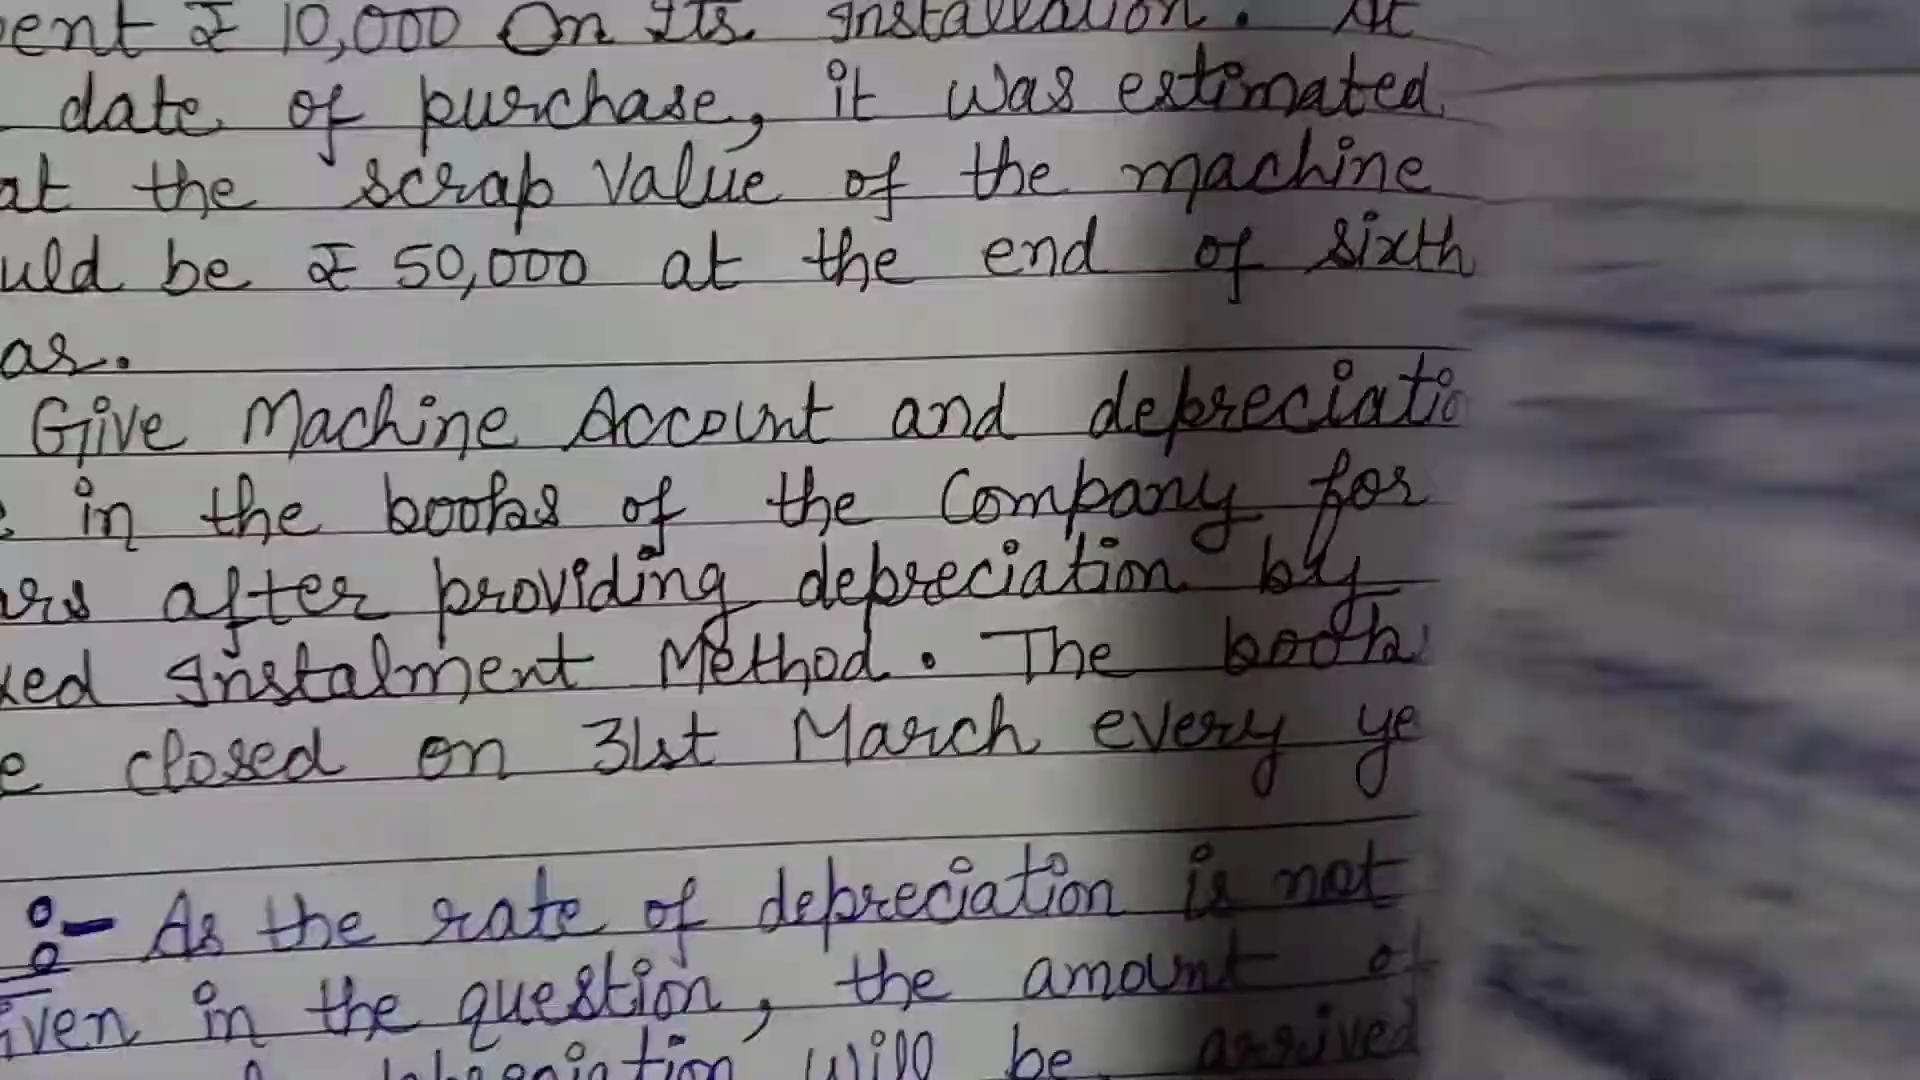 ent ₹ 10,000 On Its Installation. At
date of purchase, it was estimated
at the scrap Value of the machine
uld be ₹ 50,000 at the end of sixth
ar.
Give Machine Account and depreciatio
in the books of the Company for
ars after providing depreciation by
xed Instalment Method. The book
e closed on 31st March every ye
:- As the rate of depreciation is not
iven in the question, the amount of
depreciation will be arrived